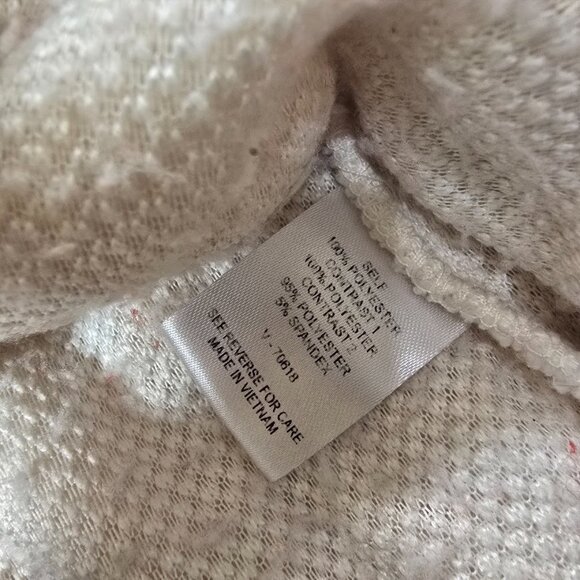 SELF
100% POLYESTER
CONTRAST 1
100% POLYESTER
CONTRAST 2
95% POLYESTER
5% SPANDEX
V - 70618
SEE REVERSE FOR CARE
MADE IN VIETNAM